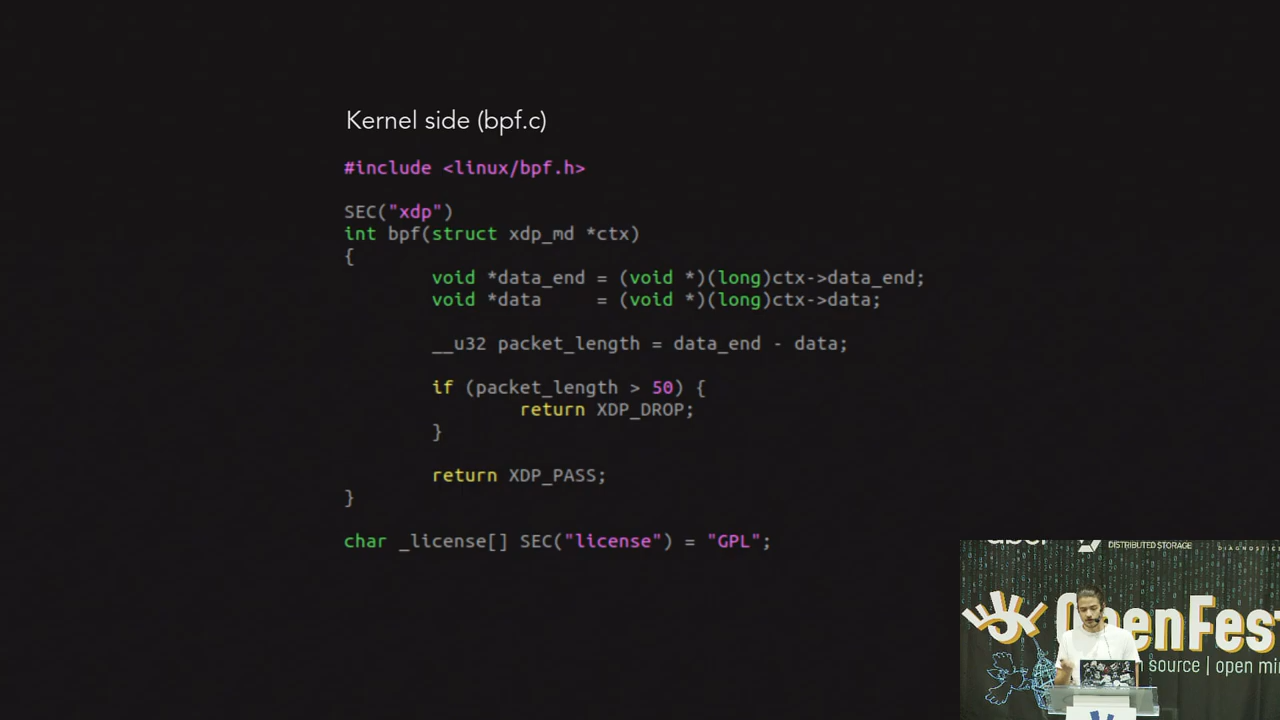 Kernel side (bpf.c)
#include <linux/bpf.h>
SEC("xdp")
int bpf(struct xdp_md *ctx)
{
        void *data_end = (void *)(long)ctx->data_end;
        void *data     = (void *)(long)ctx->data;
        __u32 packet_length = data_end - data;
        if (packet_length > 50) {
                return XDP_DROP;
        }
        return XDP_PASS;
}
char _license[] SEC("license") = "GPL";
DISTRIBUTED STORAGE
DIAGNOSTICS
OpenFest
source | open